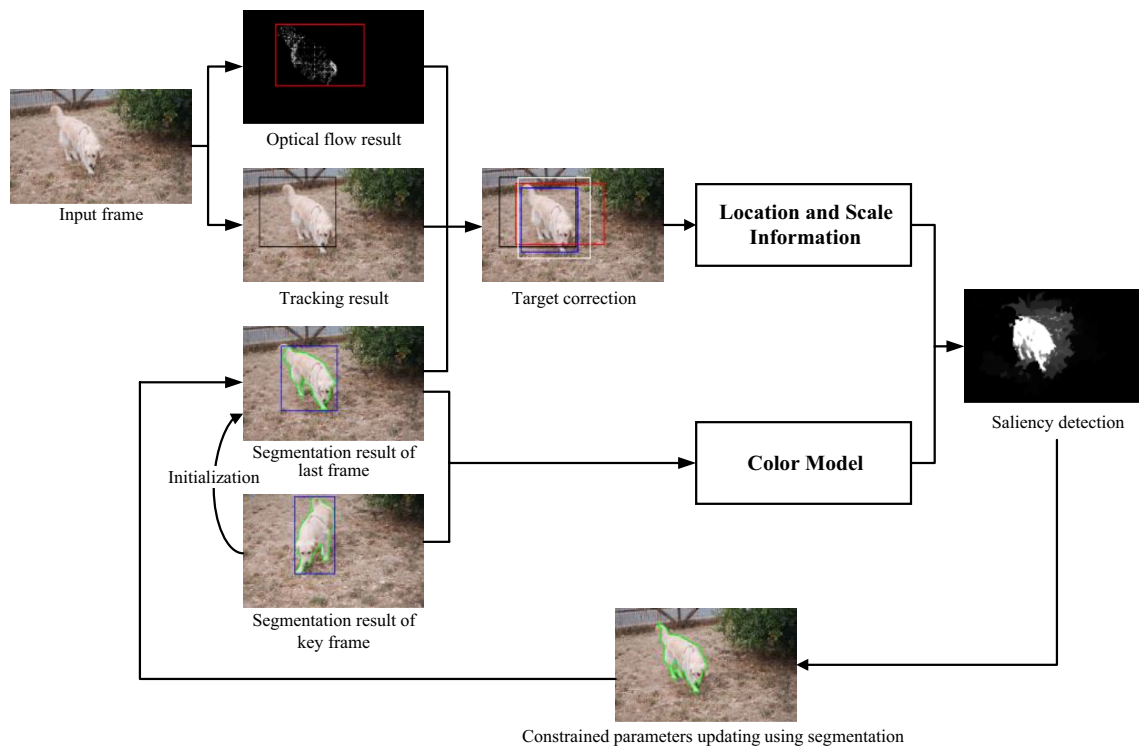 Input frame
Optical flow result
Tracking result
Target correction
Location and Scale
Information
Saliency detection
Segmentation result of
last frame
Initialization
Color Model
Segmentation result of
key frame
Constrained parameters updating using segmentation